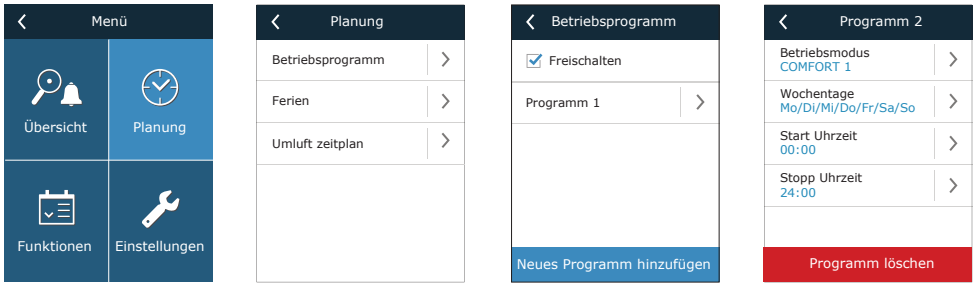 Menü
Übersicht
Planung
Funktionen
Einstellungen
Planung
Betriebsprogramm
Ferien
Umluft zeitplan
Betriebsprogramm
Freischalten
Programm 1
Neues Programm hinzufügen
Programm 2
Betriebsmodus
COMFORT 1
Wochentage
Mo/Di/Mi/Do/Fr/Sa/So
Start Uhrzeit
00:00
Stopp Uhrzeit
24:00
Programm löschen